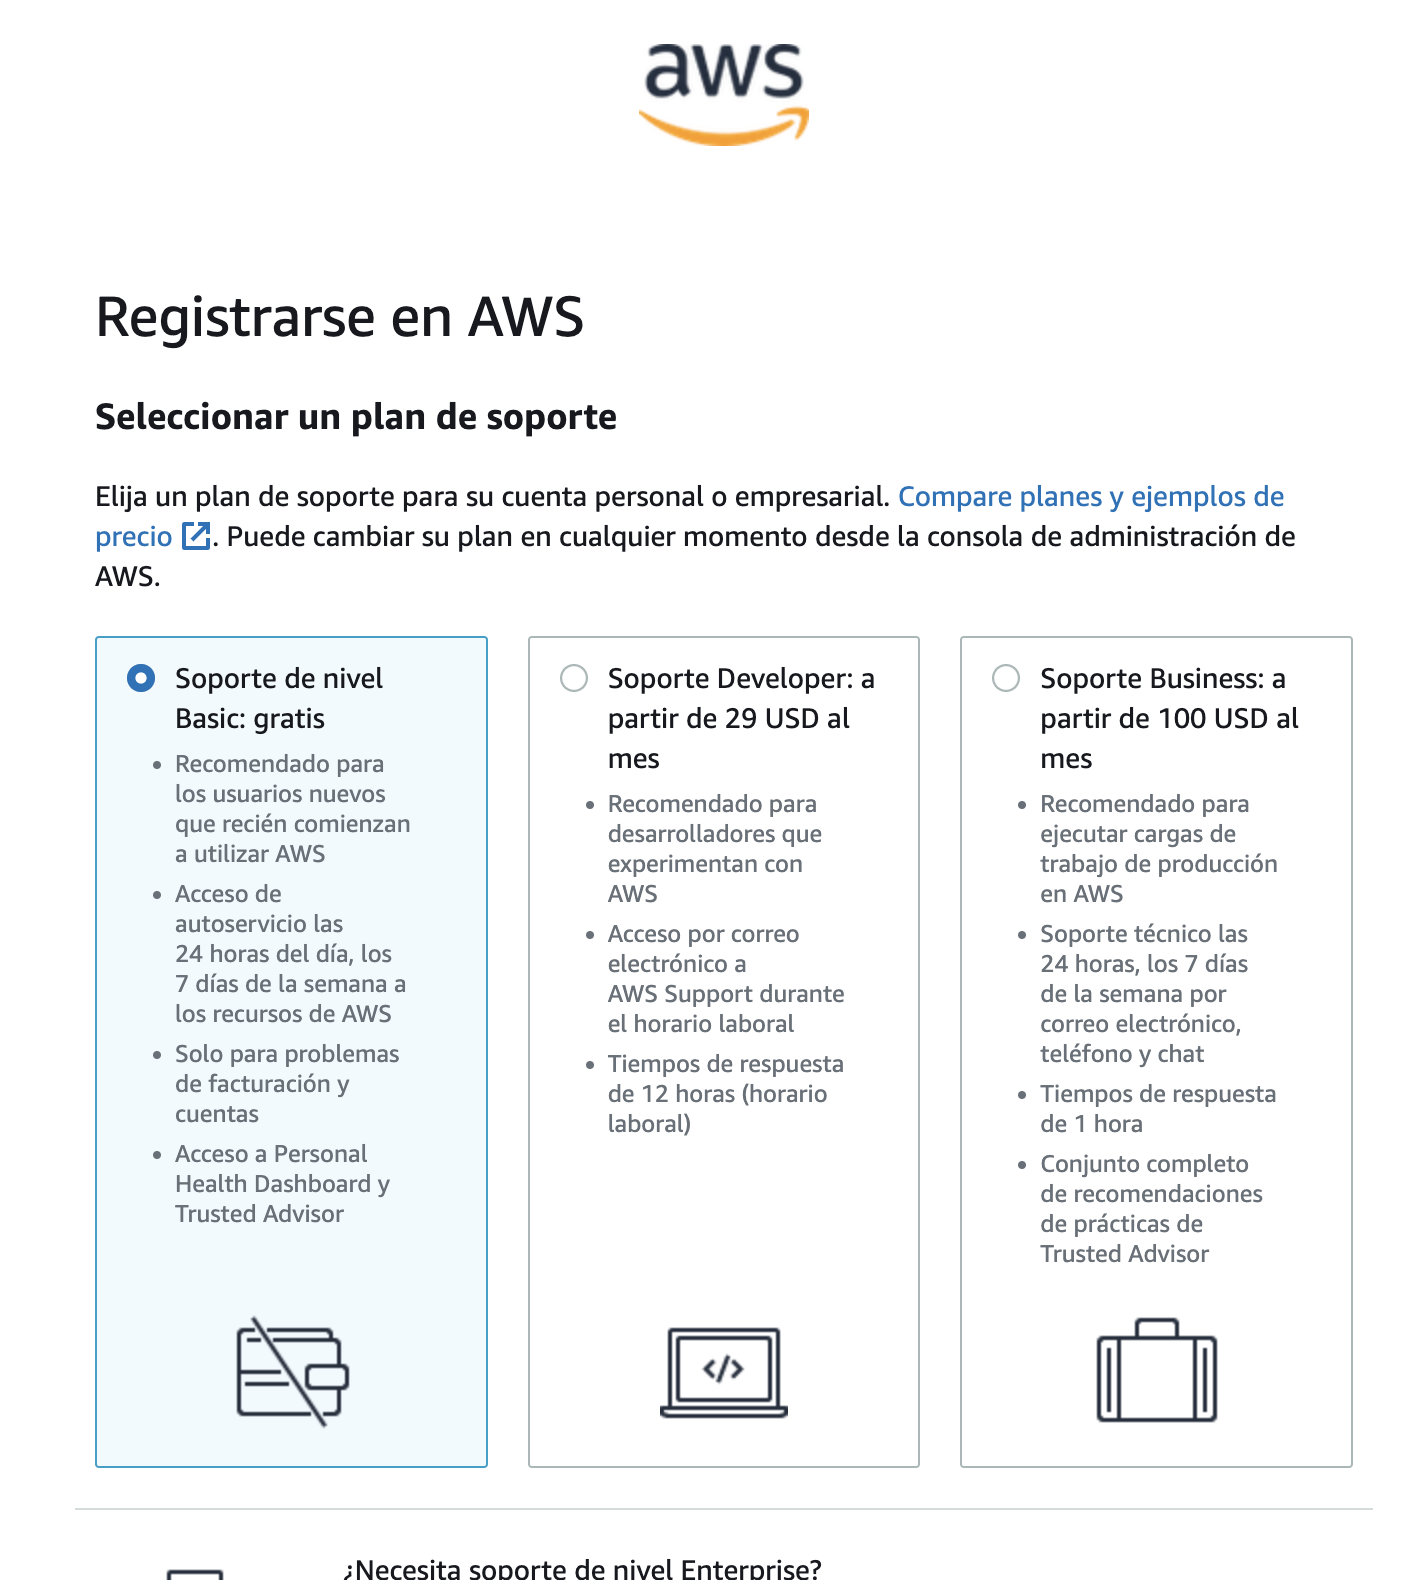 aws
Registrarse en AWS
Seleccionar un plan de soporte
Elija un plan de soporte para su cuenta personal o empresarial. Compare planes y ejemplos de
precio . Puede cambiar su plan en cualquier momento desde la consola de administración de
AWS.
Soporte de nivel
Basic: gratis
• Recomendado para
los usuarios nuevos
que recién comienzan
a utilizar AWS
• Acceso de
autoservicio las
24 horas del día, los
7 días de la semana a
los recursos de AWS
• Solo para problemas
de facturación y
cuentas
• Acceso a Personal
Health Dashboard y
Trusted Advisor
Soporte Developer: a
partir de 29 USD al
mes
• Recomendado para
desarrolladores que
experimentan con
AWS
• Acceso por correo
electrónico a
AWS Support durante
el horario laboral
• Tiempos de respuesta
de 12 horas (horario
laboral)
</>
Soporte Business: a
partir de 100 USD al
mes
• Recomendado para
ejecutar cargas de
trabajo de producción
en AWS
• Soporte técnico las
24 horas, los 7 días
de la semana por
correo electrónico,
teléfono y chat
• Tiempos de respuesta
de 1 hora
• Conjunto completo
de recomendaciones
de prácticas de
Trusted Advisor
¿Necesita soporte de nivel Enterprise?